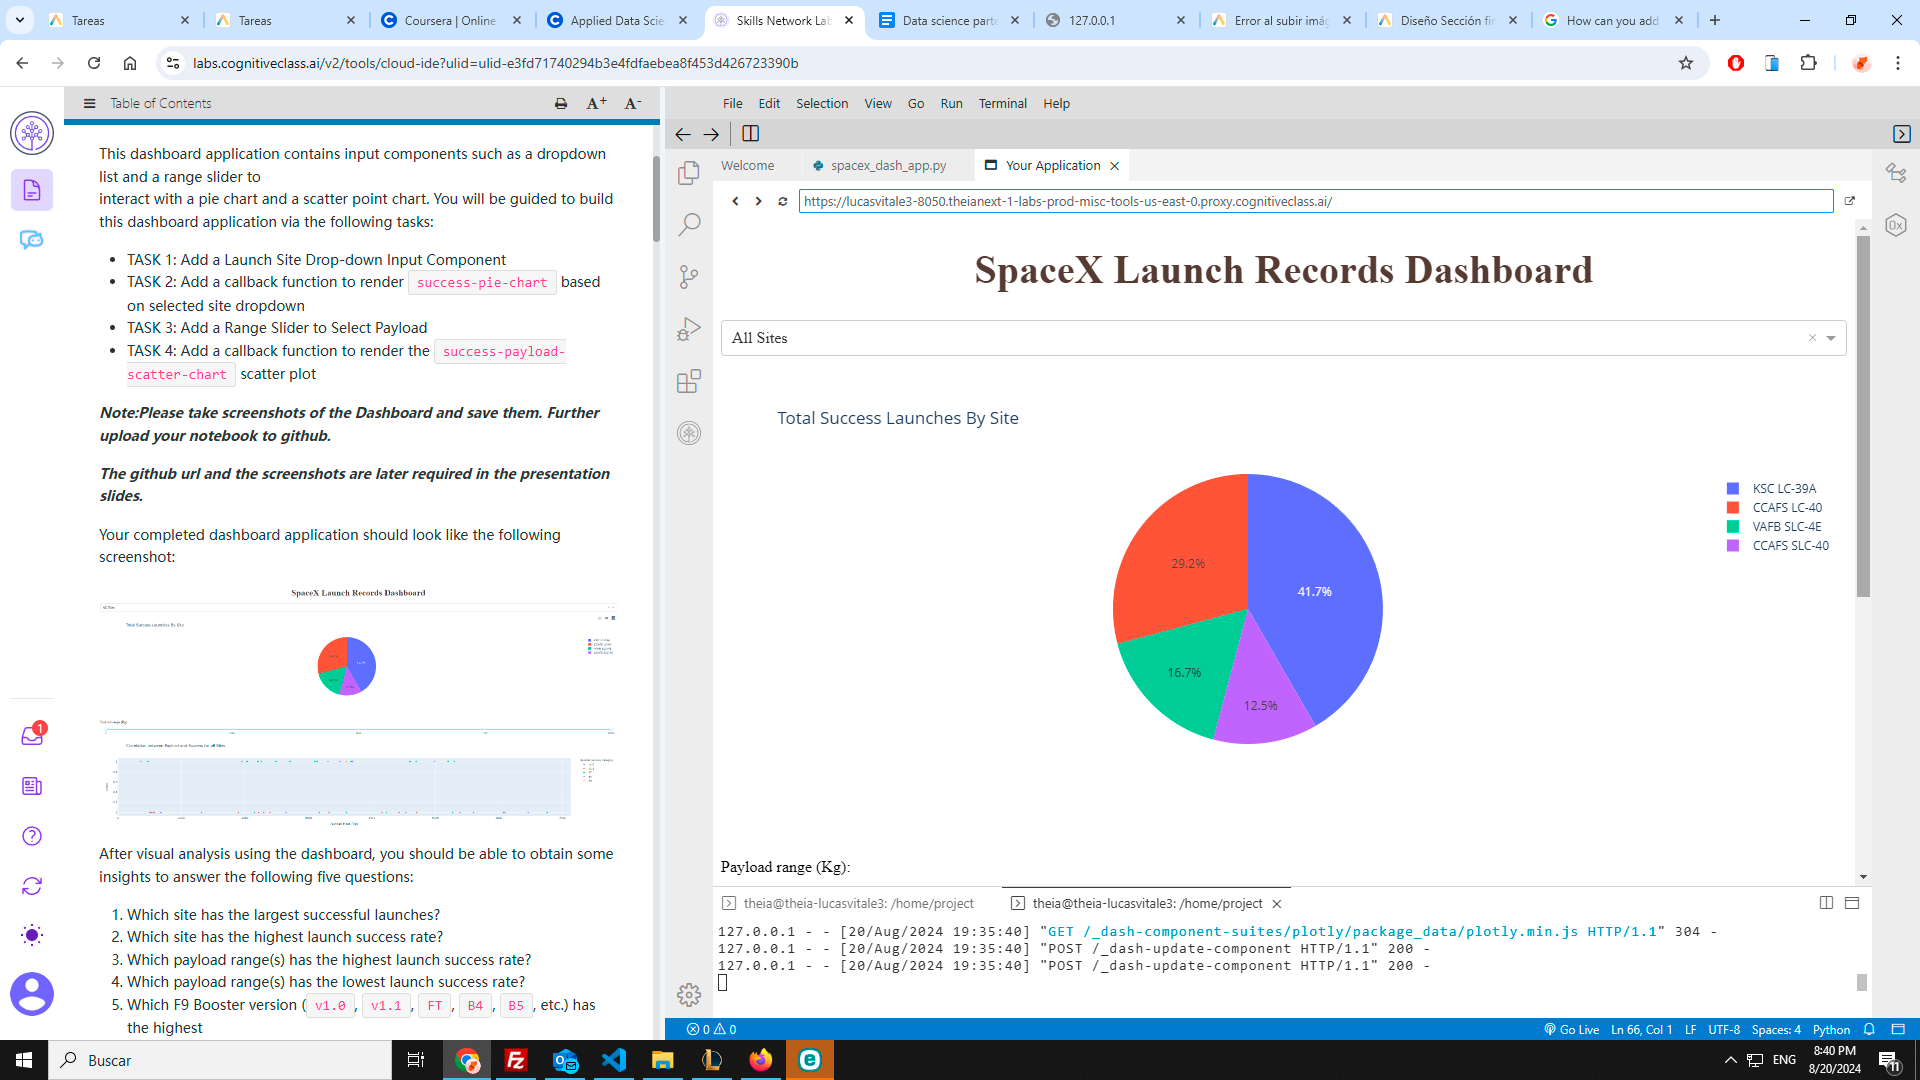 Tareas
Tareas
Coursera | Online
Applied Data Scie
Skills Network Lab
Data science parte
127.0.0.1
Error al subir imág
Diseño Sección fir
How can you add
labs.cognitiveclass.ai/v2/tools/cloud-ide?ulid=ulid-e3fd71740294b3e4fdfaebea8f453d426723390b
Table of Contents
A+
A-
This dashboard application contains input components such as a dropdown
list and a range slider to
interact with a pie chart and a scatter point chart. You will be guided to build
this dashboard application via the following tasks:
• TASK 1: Add a Launch Site Drop-down Input Component
• TASK 2: Add a callback function to render success-pie-chart based
on selected site dropdown
• TASK 3: Add a Range Slider to Select Payload
• TASK 4: Add a callback function to render the success-payload-
scatter-chart scatter plot
Note:Please take screenshots of the Dashboard and save them. Further
upload your notebook to github.
The github url and the screenshots are later required in the presentation
slides.
Your completed dashboard application should look like the following
screenshot:
SpaceX Launch Records Dashboard
Total Success Launches By Site
After visual analysis using the dashboard, you should be able to obtain some
insights to answer the following five questions:
1. Which site has the largest successful launches?
2. Which site has the highest launch success rate?
3. Which payload range(s) has the highest launch success rate?
4. Which payload range(s) has the lowest launch success rate?
5. Which F9 Booster version (v1.0, v1.1, FT, B4, B5, etc.) has
the highest
1
File Edit Selection View Go Run Terminal Help
Welcome
spacex_dash_app.py
Your Application
https://lucasvitale3-8050.theianext-1-labs-prod-misc-tools-us-east-0.proxy.cognitiveclass.ai/
0x
SpaceX Launch Records Dashboard
All Sites
Total Success Launches By Site
KSC LC-39A
CCAFS LC-40
VAFB SLC-4E
CCAFS SLC-40
29.2%
41.7%
16.7%
12.5%
Payload range (Kg):
theia@theia-lucasvitale3: /home/project
theia@theia-lucasvitale3: /home/project
127.0.0.1 - - [20/Aug/2024 19:35:40] "GET /_dash-component-suites/plotly/package_data/plotly.min.js HTTP/1.1" 304 -
127.0.0.1 - - [20/Aug/2024 19:35:40] "POST /_dash-update-component HTTP/1.1" 200 -
127.0.0.1 - - [20/Aug/2024 19:35:40] "POST /_dash-update-component HTTP/1.1" 200 -
0 0
Go Live
Ln 66, Col 1
LF
UTF-8
Spaces: 4
Python
Buscar
ENG
8:40 PM
8/20/2024
11